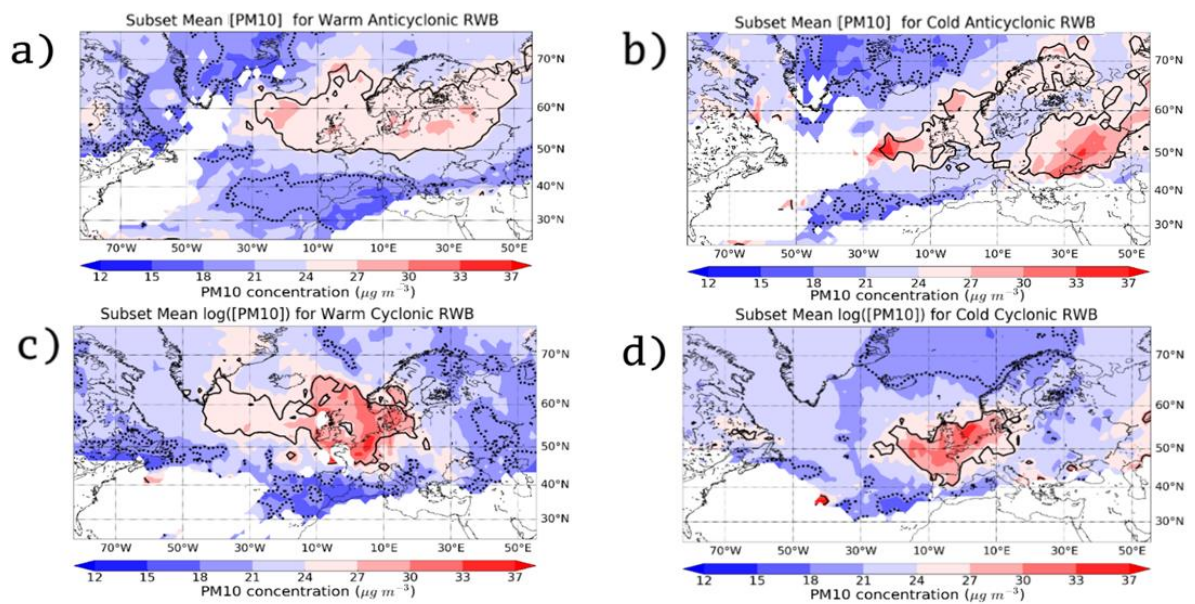 a)
Subset Mean [PM10]  for Warm Anticyclonic RWB
70°N
60°N
50°N
40°N
30°N
70°W 50°W 30°W 10°W 10°E 30°E 50°E
12 15 18 21 24 27 30 33 37
PM10 concentration (μg m⁻³)
b)
Subset Mean [PM10]  for Cold Anticyclonic RWB
70°N
60°N
50°N
40°N
30°N
70°W 50°W 30°W 10°W 10°E 30°E 50°E
12 15 18 21 24 27 30 33 37
PM10 concentration (μg m⁻³)
c)
Subset Mean log([PM10]) for Warm Cyclonic RWB
70°N
60°N
50°N
40°N
30°N
70°W 50°W 30°W 10°W 10°E 30°E 50°E
12 15 18 21 24 27 30 33 37
PM10 concentration (μg m⁻³)
d)
Subset Mean log([PM10]) for Cold Cyclonic RWB
70°N
60°N
50°N
40°N
30°N
70°W 50°W 30°W 10°W 10°E 30°E 50°E
12 15 18 21 24 27 30 33 37
PM10 concentration (μg m⁻³)